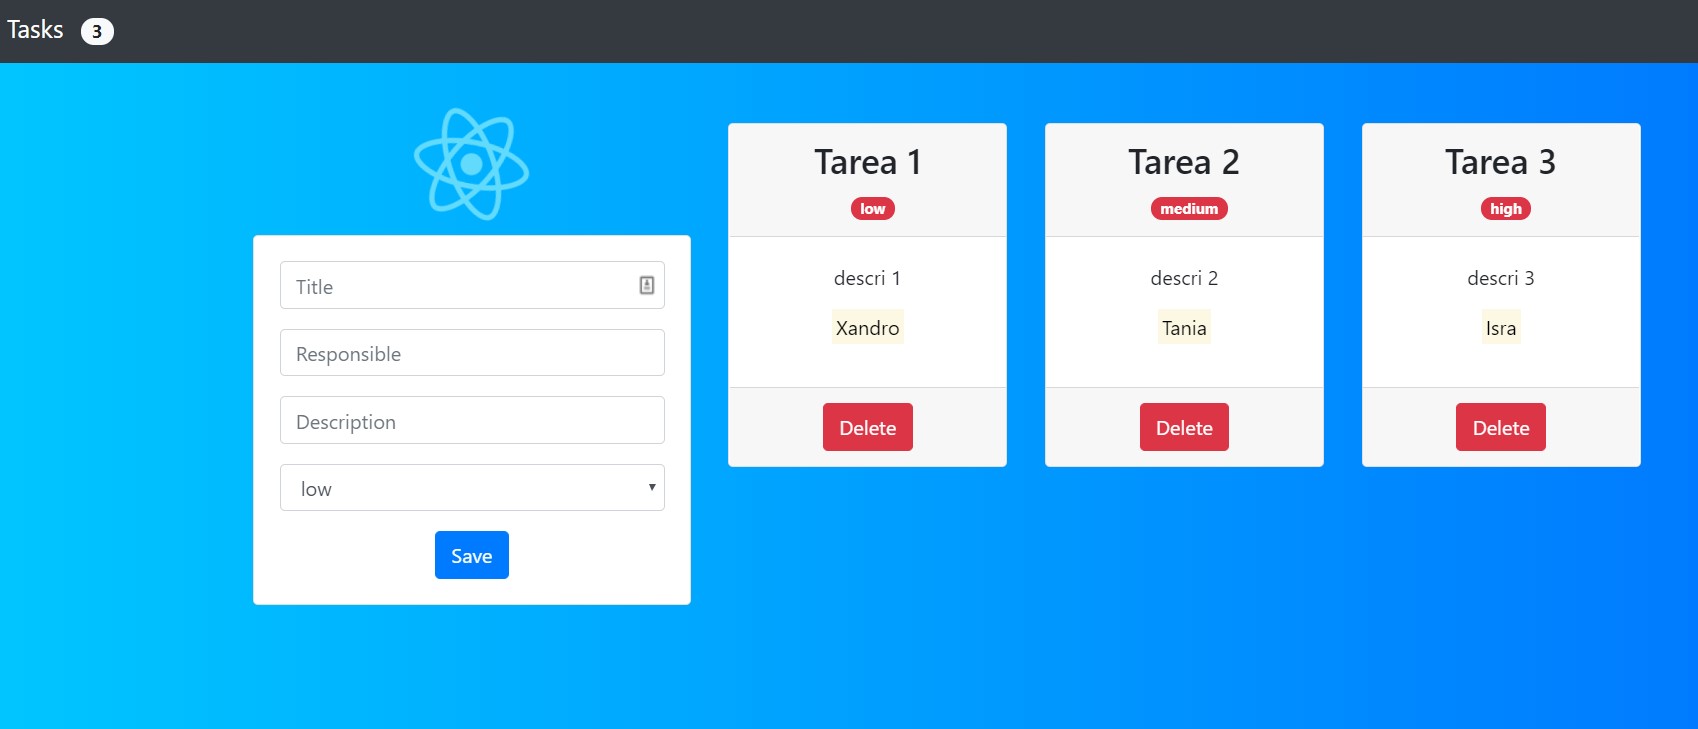 Tasks 3
Title
Responsible
Description
low
Save
Tarea 1
low
descri 1
Xandro
Delete
Tarea 2
medium
descri 2
Tania
Delete
Tarea 3
high
descri 3
Isra
Delete